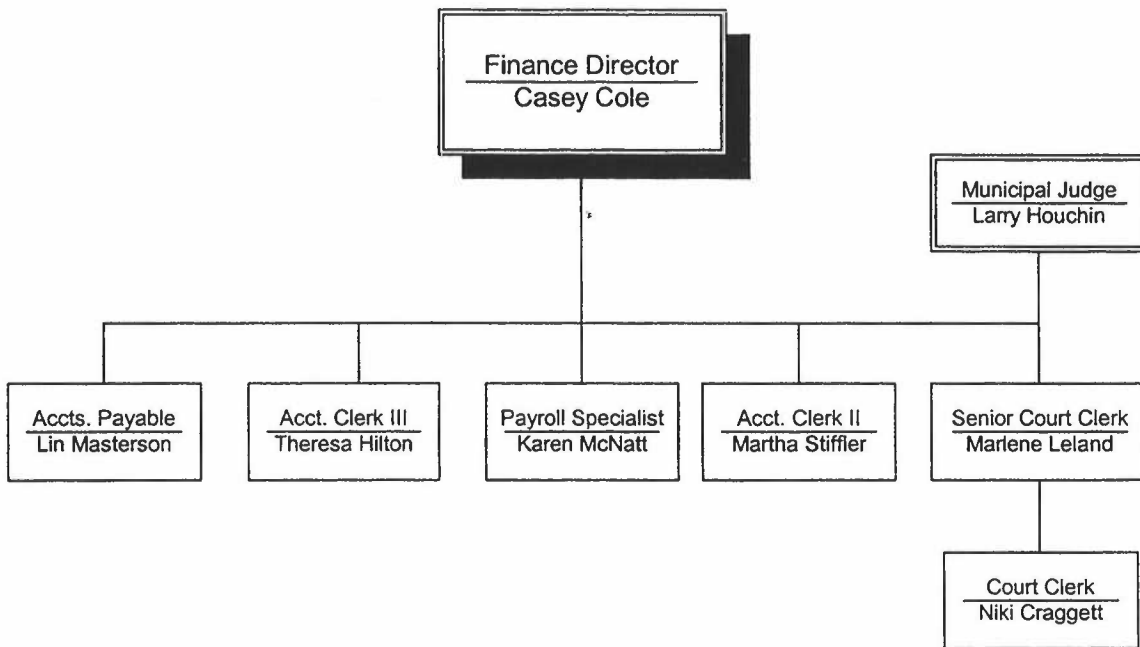 Finance Director
Casey Cole
Municipal Judge
Larry Houchin
Accts. Payable
Lin Masterson
Acct. Clerk III
Theresa Hilton
Payroll Specialist
Karen McNatt
Acct. Clerk II
Martha Stiffler
Senior Court Clerk
Marlene Leland
Court Clerk
Niki Craggett